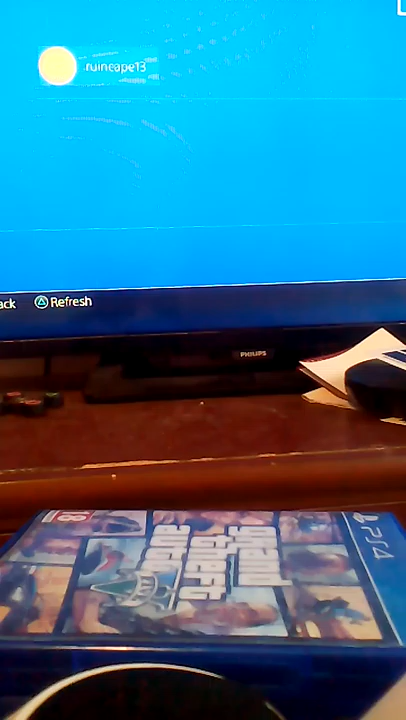 ruineape13
ack
Refresh
PHILIPS
PS4
grand
theft
auto
18